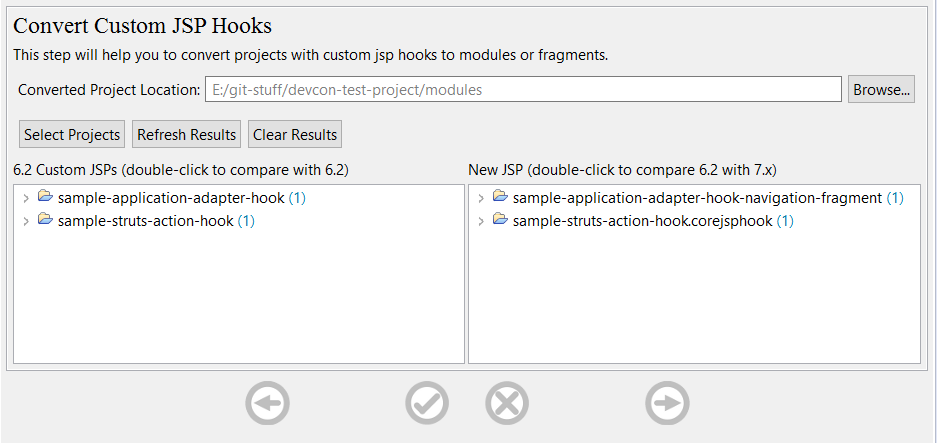 Convert Custom JSP Hooks
This step will help you to convert projects with custom jsp hooks to modules or fragments.
Converted Project Location: E:/git-stuff/devcon-test-project/modules Browse...
Select Projects Refresh Results Clear Results
6.2 Custom JSPs (double-click to compare with 6.2)
sample-application-adapter-hook (1)
sample-struts-action-hook (1)
New JSP (double-click to compare 6.2 with 7.x)
sample-application-adapter-hook-navigation-fragment (1)
sample-struts-action-hook.corejsphook (1)